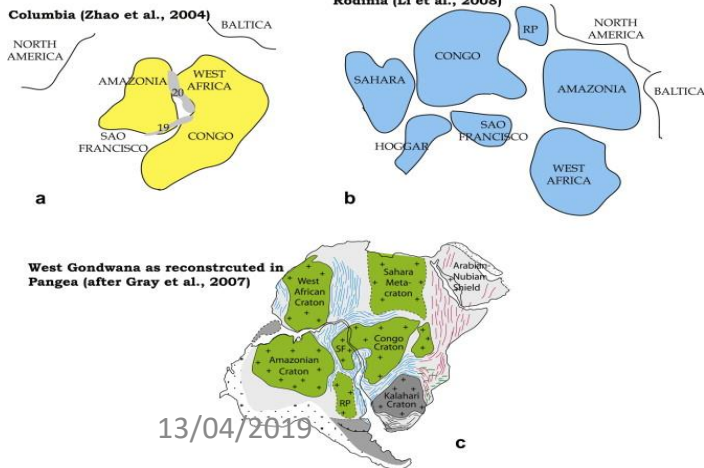 Columbia (Zhao et al., 2004)
BALTICA
NORTH
AMERICA
AMAZONIA
WEST
AFRICA
20
19
SAO
FRANCISCO
CONGO
a
Rodinia (Li et al., 2008)
NORTH
AMERICA
RP
CONGO
SAHARA
AMAZONIA
BALTICA
HOGGAR
SAO
FRANCISCO
WEST
AFRICA
b
West Gondwana as reconstrcuted in
Pangea (after Gray et al., 2007)
West
African
Craton
Sahara
Meta-
craton
Arabian-
Nubian
Shield
SF
Congo
Craton
Amazonian
Craton
RP
Kalahari
Craton
13/04/2019
c